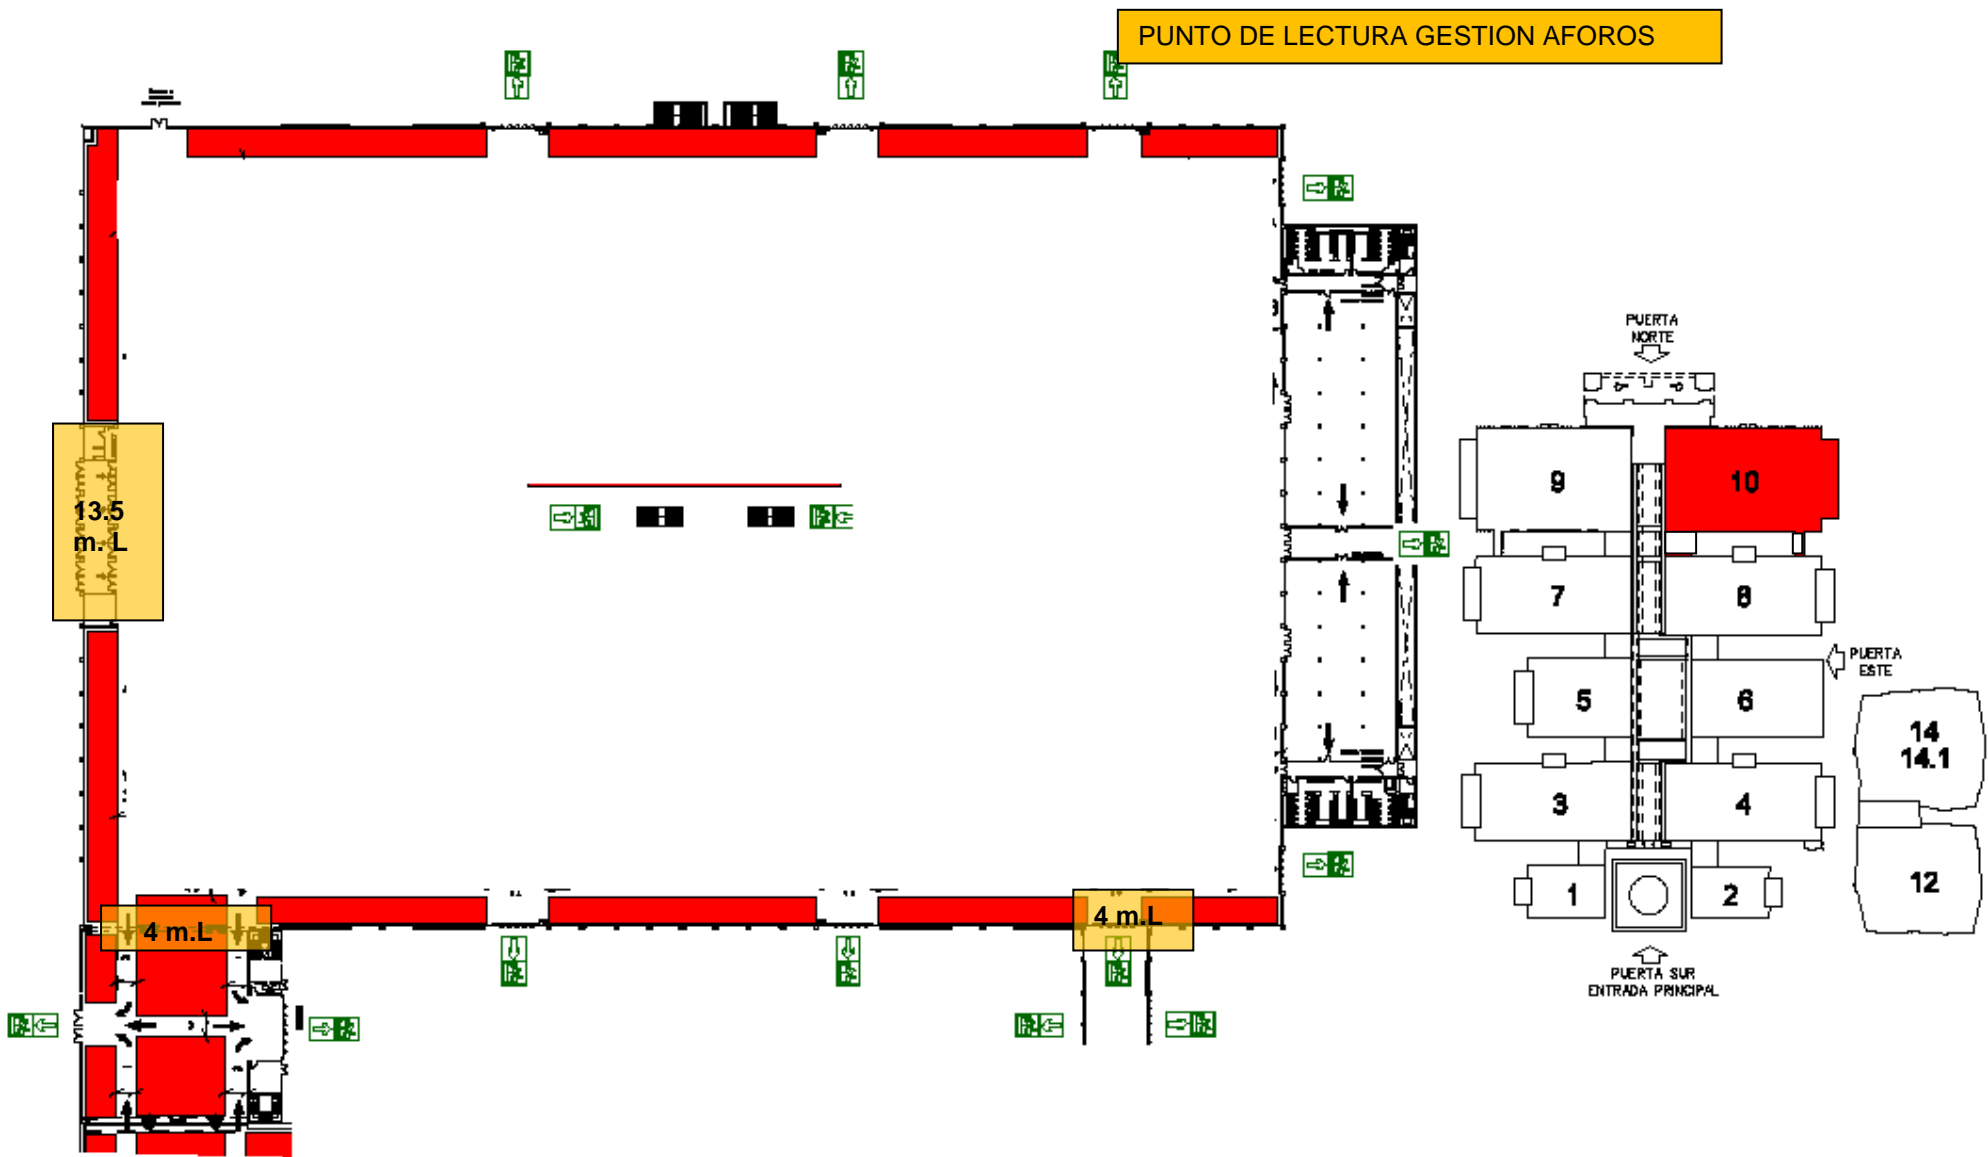 PUNTO DE LECTURA GESTION AFOROS
13.5
m. L
4 m.L
4 m.L
PUERTA
NORTE
9
10
7
8
PUERTA
ESTE
5
6
14
14.1
3
4
12
1
2
PUERTA SUR
ENTRADA PRINCIPAL